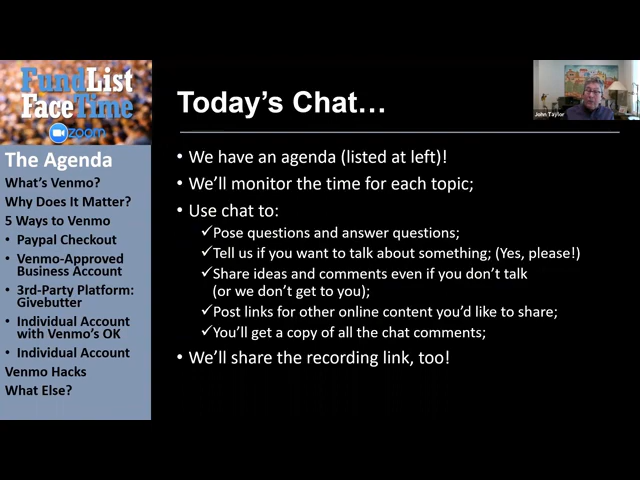 FundList
FaceTime
zoom
The Agenda
What's Venmo?
Why Does It Matter?
5 Ways to Venmo
• Paypal Checkout
• Venmo-Approved
Business Account
• 3rd-Party Platform:
Givebutter
• Individual Account
with Venmo's OK
• Individual Account
Venmo Hacks
What Else?
Today's Chat…
• We have an agenda (listed at left)!
• We'll monitor the time for each topic;
• Use chat to:
✓Pose questions and answer questions;
✓Tell us if you want to talk about something; (Yes, please!)
✓Share ideas and comments even if you don't talk
(or we don't get to you);
✓Post links for other online content you'd like to share;
✓You'll get a copy of all the chat comments;
• We'll share the recording link, too!
John Taylor